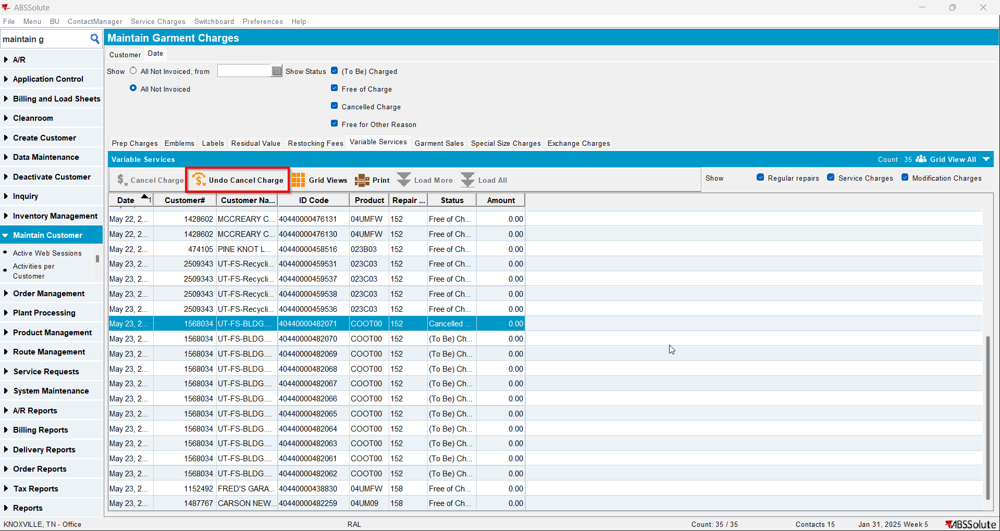 ABSSolute
File Menu BU ContactManager Service Charges Switchboard Preferences Help
maintain g
Maintain Garment Charges
Customer Date
Show All Not Invoiced, from 16 Show Status (To Be) Charged
All Not Invoiced Free of Charge
Cancelled Charge
Free for Other Reason
Prep Charges Emblems Labels Residual Value Restocking Fees Variable Services Garment Sales Special Size Charges Exchange Charges
Variable Services Count : 35 Grid View All
Cancel Charge Undo Cancel Charge Grid Views Print Load More Load All Show Regular repairs Service Charges Modification Charges
Date 1 Customer# Customer Na... ID Code Product Repair ... Status Amount
May 22, 2... 1428602 MCCREARY C... 40440000476131 04UMFW 152 Free of Ch... 0.00
May 22, 2... 1428602 MCCREARY C... 40440000476130 04UMFW 152 Free of Ch... 0.00
May 22, 2... 474105 PINE KNOT L... 40440000458516 023B03 152 Free of Ch... 0.00
May 23, 2... 2509343 UT-FS-Recycli... 40440000459531 023C03 152 Free of Ch... 0.00
May 23, 2... 2509343 UT-FS-Recycli... 40440000459537 023C03 152 Free of Ch... 0.00
May 23, 2... 2509343 UT-FS-Recycli... 40440000459538 023C03 152 Free of Ch... 0.00
May 23, 2... 2509343 UT-FS-Recycli... 40440000459536 023C03 152 Free of Ch... 0.00
May 23, 2... 1568034 UT-FS-BLDG.... 40440000482071 COOT00 152 Cancelled ... 0.00
May 23, 2... 1568034 UT-FS-BLDG.... 40440000482070 COOT00 152 (To Be) Ch... 0.00
May 23, 2... 1568034 UT-FS-BLDG.... 40440000482069 COOT00 152 (To Be) Ch... 0.00
May 23, 2... 1568034 UT-FS-BLDG.... 40440000482068 COOT00 152 (To Be) Ch... 0.00
May 23, 2... 1568034 UT-FS-BLDG.... 40440000482067 COOT00 152 (To Be) Ch... 0.00
May 23, 2... 1568034 UT-FS-BLDG.... 40440000482066 COOT00 152 (To Be) Ch... 0.00
May 23, 2... 1568034 UT-FS-BLDG.... 40440000482065 COOT00 152 (To Be) Ch... 0.00
May 23, 2... 1568034 UT-FS-BLDG.... 40440000482064 COOT00 152 (To Be) Ch... 0.00
May 23, 2... 1568034 UT-FS-BLDG.... 40440000482063 COOT00 152 (To Be) Ch... 0.00
May 23, 2... 1568034 UT-FS-BLDG.... 40440000482061 COOT00 152 (To Be) Ch... 0.00
May 23, 2... 1568034 UT-FS-BLDG.... 40440000482062 COOT00 152 (To Be) Ch... 0.00
May 23, 2... 1152492 FRED'S GARA... 40440000438830 04UMFW 158 Free of Ch... 0.00
May 23, 2... 1487767 CARSON NEW... 40440000482259 04UM09 158 Free of Ch... 0.00
A/R
Application Control
Billing and Load Sheets
Cleanroom
Create Customer
Data Maintenance
Deactivate Customer
Inquiry
Inventory Management
Maintain Customer
Active Web Sessions
Activities per
Customer
Order Management
Plant Processing
Product Management
Route Management
Service Requests
System Maintenance
A/R Reports
Billing Reports
Delivery Reports
Order Reports
Tax Reports
Reports
KNOXVILLE, TN - Office RAL Count: 35 / 35 Contacts 15 Jan 31, 2025 Week 5 ABSSolute